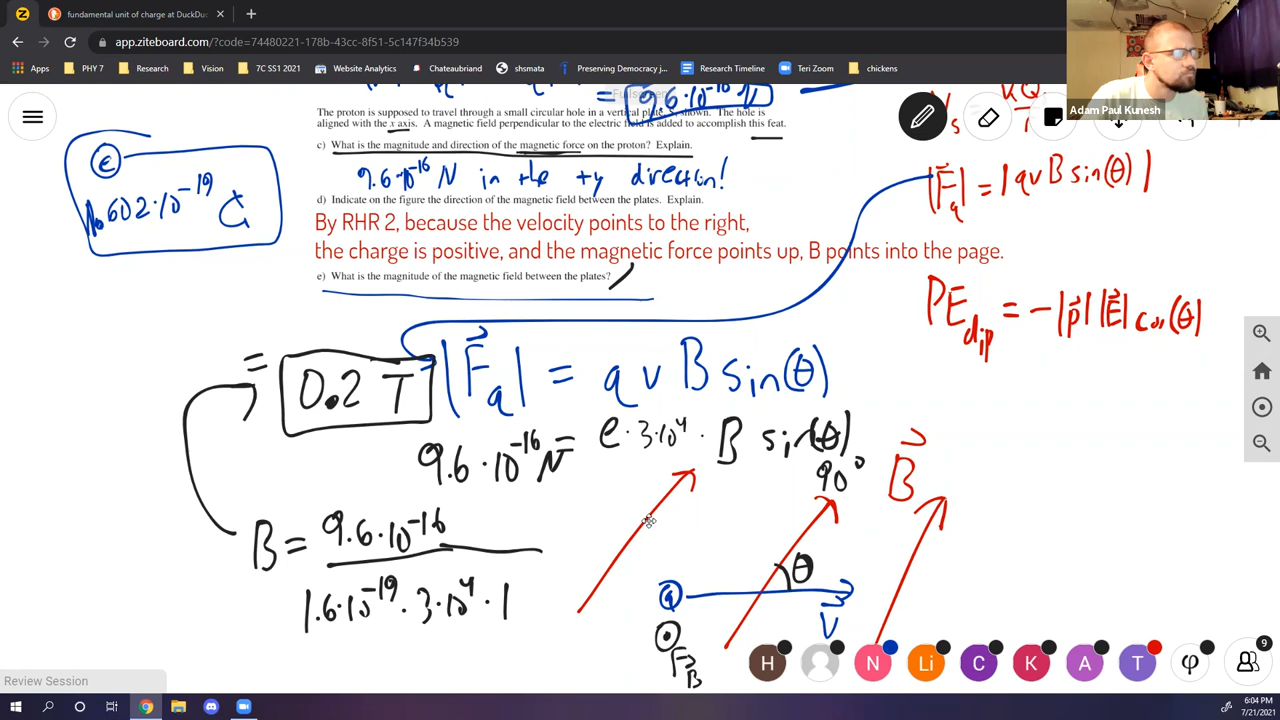 fundamental unit of charge at DuckDuc
app.ziteboard.com/?code=74480221-178b-43cc-8f51-5c147f34b539
Apps PHY 7 Research Vision 7C SS1 2021 Website Analytics Chateaubriand shsmata Preserving Democracy j... Research Timeline Teri Zoom chickens
Adam Paul Kunesh
= 9.6·10⁻¹⁶ N
The proton is supposed to travel through a small circular hole in a vertical plate, S, shown. The hole is
aligned with the x axis. A magnetic field perpendicular to the electric field is added to accomplish this feat.
c) What is the magnitude and direction of the magnetic force on the proton? Explain.
9.6·10⁻¹⁶ N in the +y direction!
d) Indicate on the figure the direction of the magnetic field between the plates. Explain.
By RHR 2, because the velocity points to the right,
the charge is positive, and the magnetic force points up, B points into the page.
e) What is the magnitude of the magnetic field between the plates?
e
1.602·10⁻¹⁹ C
|F⃗q| = |qvB sin(θ)|
PE dip = -|p⃗||E⃗| cos(θ)
= 0.2 T
|F⃗q| = qvB sin(θ)
9.6·10⁻¹⁶ N = e·3·10⁴·B sin(θ)
90°
B⃗
B = 9.6·10⁻¹⁶
1.6·10⁻¹⁹·3·10⁴·1
θ
q
v⃗
F⃗B
H N Li C K A T φ 9
Review Session
6:04 PM
7/21/2021